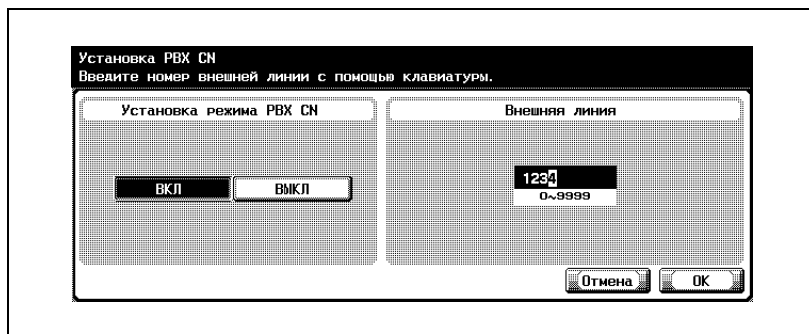 Установка PBX CN
Введите номер внешней линии с помощью клавиатуры.
Установка режима PBX CN
Внешняя линия
ВКЛ ВЫКЛ
1234
0~9999
Отмена OK